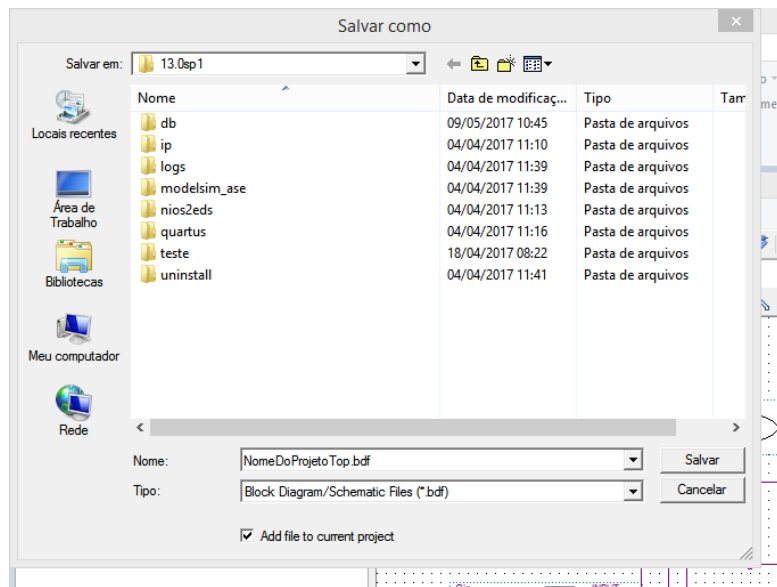 Salvar como
Salvar em: 13.0sp1
Nome Data de modificaç... Tipo Tam
db 09/05/2017 10:45 Pasta de arquivos
ip 04/04/2017 11:10 Pasta de arquivos
logs 04/04/2017 11:39 Pasta de arquivos
modelsim_ase 04/04/2017 11:39 Pasta de arquivos
nios2eds 04/04/2017 11:13 Pasta de arquivos
quartus 04/04/2017 11:16 Pasta de arquivos
teste 18/04/2017 08:22 Pasta de arquivos
uninstall 04/04/2017 11:41 Pasta de arquivos
Locais recentes
Área de
Trabalho
Bibliotecas
Meu computador
Rede
Nome: NomeDoProjetoTop.bdf Salvar
Tipo: Block Diagram/Schematic Files (*.bdf) Cancelar
Add file to current project